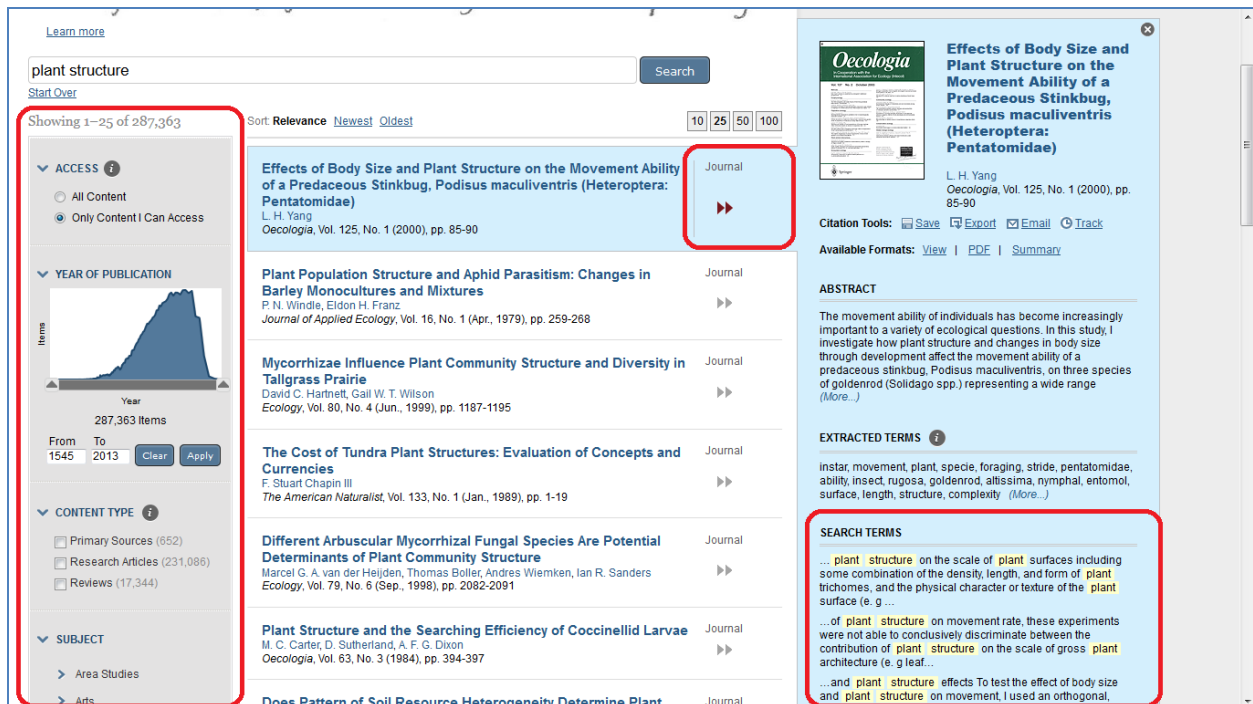 Learn more
plant structure
Search
Start Over
Showing 1–25 of 287,363
ACCESS i
All Content
Only Content I Can Access
YEAR OF PUBLICATION
Items
Year
287,363 Items
From To
1545 2013 Clear Apply
CONTENT TYPE i
Primary Sources (652)
Research Articles (231,086)
Reviews (17,344)
SUBJECT
Area Studies
Arts
Sort: Relevance Newest Oldest
10 25 50 100
Effects of Body Size and Plant Structure on the Movement Ability
of a Predaceous Stinkbug, Podisus maculiventris (Heteroptera:
Pentatomidae)
L. H. Yang
Oecologia, Vol. 125, No. 1 (2000), pp. 85-90
Journal
Plant Population Structure and Aphid Parasitism: Changes in
Barley Monocultures and Mixtures
P. N. Windle, Eldon H. Franz
Journal of Applied Ecology, Vol. 16, No. 1 (Apr., 1979), pp. 259-268
Journal
Mycorrhizae Influence Plant Community Structure and Diversity in
Tallgrass Prairie
David C. Hartnett, Gail W. T. Wilson
Ecology, Vol. 80, No. 4 (Jun., 1999), pp. 1187-1195
Journal
The Cost of Tundra Plant Structures: Evaluation of Concepts and
Currencies
F. Stuart Chapin III
The American Naturalist, Vol. 133, No. 1 (Jan., 1989), pp. 1-19
Journal
Different Arbuscular Mycorrhizal Fungal Species Are Potential
Determinants of Plant Community Structure
Marcel G. A. van der Heijden, Thomas Boller, Andres Wiemken, Ian R. Sanders
Ecology, Vol. 79, No. 6 (Sep., 1998), pp. 2082-2091
Journal
Plant Structure and the Searching Efficiency of Coccinellid Larvae
M. C. Carter, D. Sutherland, A. F. G. Dixon
Oecologia, Vol. 63, No. 3 (1984), pp. 394-397
Journal
Does Pattern of Soil Resource Heterogeneity Determine Plant
Journal
Oecologia
Springer
Effects of Body Size and
Plant Structure on the
Movement Ability of a
Predaceous Stinkbug,
Podisus maculiventris
(Heteroptera:
Pentatomidae)
L. H. Yang
Oecologia, Vol. 125, No. 1 (2000), pp.
85-90
Citation Tools: Save Export Email Track
Available Formats: View | PDF | Summary
ABSTRACT
The movement ability of individuals has become increasingly
important to a variety of ecological questions. In this study, I
investigate how plant structure and changes in body size
through development affect the movement ability of a
predaceous stinkbug, Podisus maculiventris, on three species
of goldenrod (Solidago spp.) representing a wide range
(More...)
EXTRACTED TERMS i
instar, movement, plant, specie, foraging, stride, pentatomidae,
ability, insect, rugosa, goldenrod, altissima, nymphal, entomol,
surface, length, structure, complexity (More...)
SEARCH TERMS
... plant structure on the scale of plant surfaces including
some combination of the density, length, and form of plant
trichomes, and the physical character or texture of the plant
surface (e. g ...
...of plant structure on movement rate, these experiments
were not able to conclusively discriminate between the
contribution of plant structure on the scale of gross plant
architecture (e. g leaf...
...and plant structure effects To test the effect of body size
and plant structure on movement, I used an orthogonal,